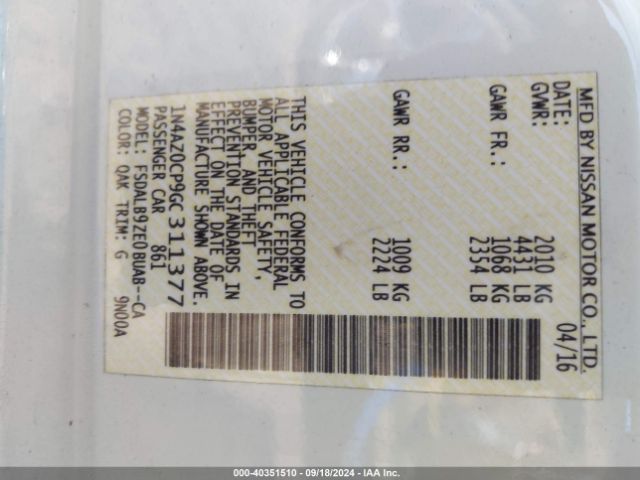 MFD BY NISSAN MOTOR CO., LTD.
DATE: 04/16
GVWR: 2010 KG
4431 LB
GAWR FR.: 1068 KG
2354 LB
GAWR RR.: 1009 KG
2224 LB
THIS VEHICLE CONFORMS TO
ALL APPLICABLE FEDERAL
MOTOR VEHICLE SAFETY,
BUMPER, AND THEFT
PREVENTION STANDARDS IN
EFFECT ON THE DATE OF
MANUFACTURE SHOWN ABOVE.
1N4AZ0CP9GC311377
PASSENGER CAR 861
MODEL: FSDALB9ZE0BUAB--CA
COLOR: QAK TRIM: G 9N00A
000-40351510 - 09/18/2024 - IAA Inc.